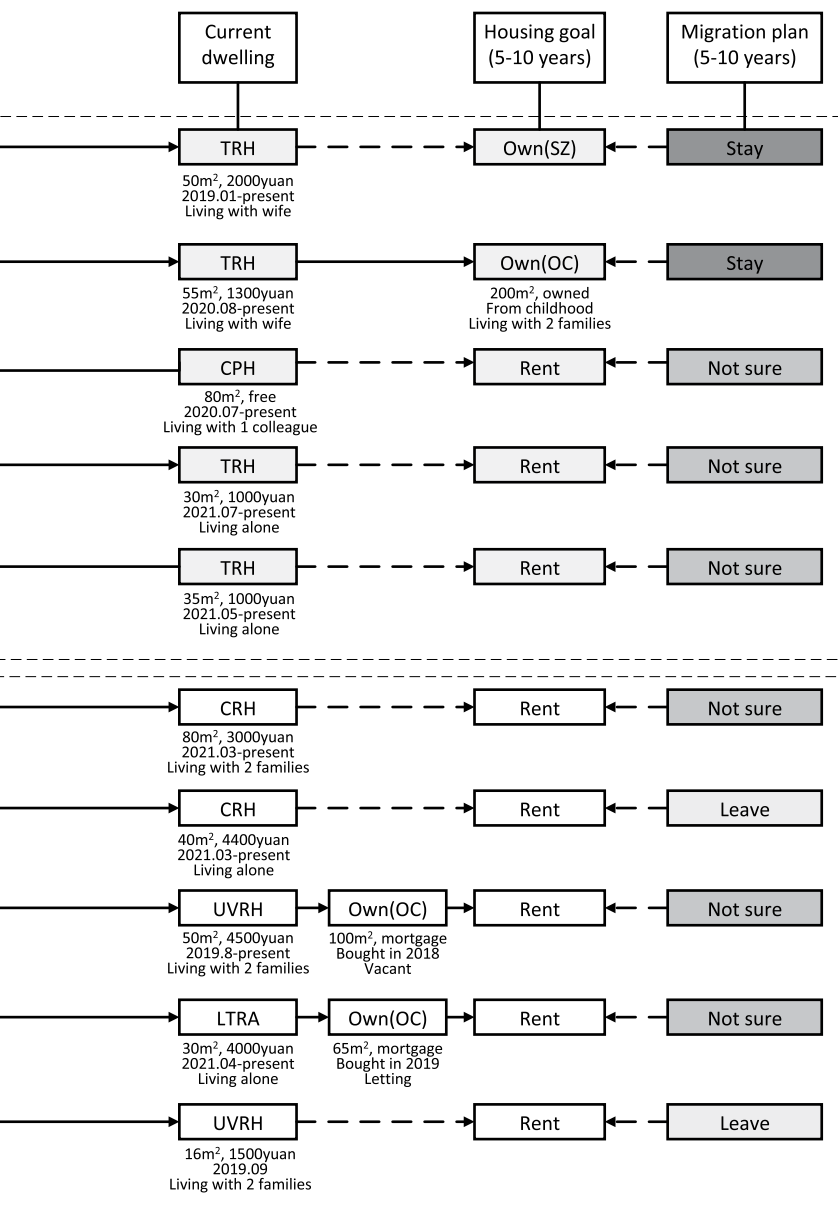 Current
dwelling
Housing goal
(5-10 years)
Migration plan
(5-10 years)
TRH
Own(SZ)
Stay
50m², 2000yuan
2019.01-present
Living with wife
TRH
Own(OC)
Stay
55m², 1300yuan
2020.08-present
Living with wife
200m², owned
From childhood
Living with 2 families
CPH
Rent
Not sure
80m², free
2020.07-present
Living with 1 colleague
TRH
Rent
Not sure
30m², 1000yuan
2021.07-present
Living alone
TRH
Rent
Not sure
35m², 1000yuan
2021.05-present
Living alone
CRH
Rent
Not sure
80m², 3000yuan
2021.03-present
Living with 2 families
CRH
Rent
Leave
40m², 4400yuan
2021.03-present
Living alone
UVRH
Own(OC)
Rent
Not sure
50m², 4500yuan
2019.8-present
Living with 2 families
100m², mortgage
Bought in 2018
Vacant
LTRA
Own(OC)
Rent
Not sure
30m², 4000yuan
2021.04-present
Living alone
65m², mortgage
Bought in 2019
Letting
UVRH
Rent
Leave
16m², 1500yuan
2019.09
Living with 2 families